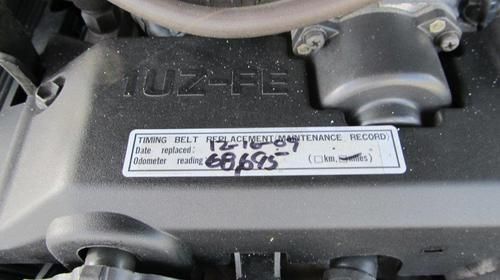 1UZ-FE
TIMING BELT REPLACEMENT/MAINTENANCE RECORD
Date replaced: 12-16-09
Odometer reading 68,695 (□km, □miles)